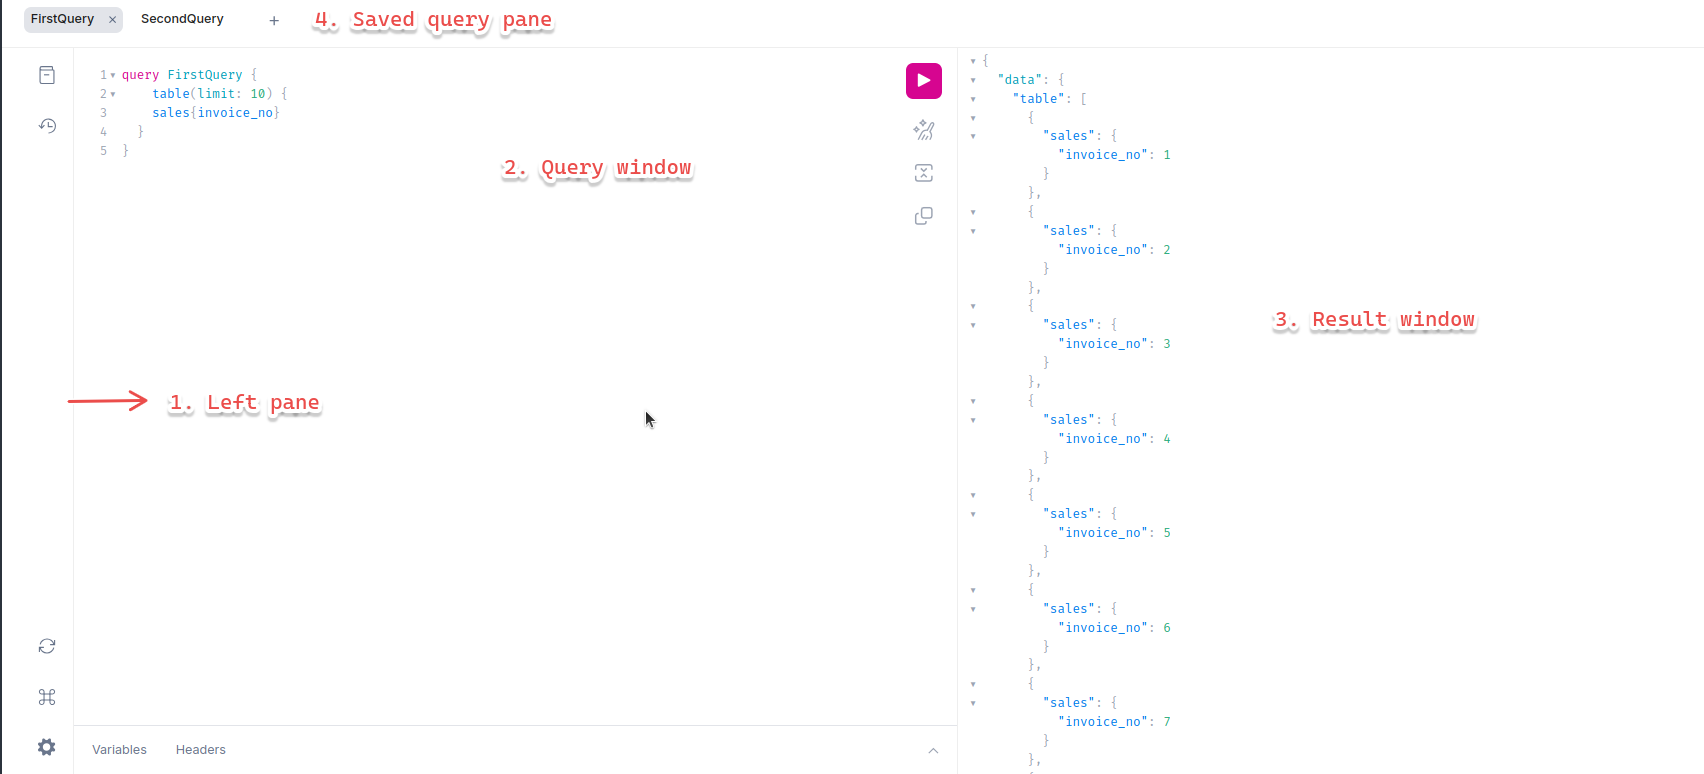 FirstQuery × SecondQuery +
4. Saved query pane
1 query FirstQuery {
2 table(limit: 10) {
3 sales{invoice_no}
4 }
5 }
2. Query window
1. Left pane
Variables Headers
{
"data": {
"table": [
{
"sales": {
"invoice_no": 1
}
},
{
"sales": {
"invoice_no": 2
}
},
{
"sales": {
"invoice_no": 3
}
},
{
"sales": {
"invoice_no": 4
}
},
{
"sales": {
"invoice_no": 5
}
},
{
"sales": {
"invoice_no": 6
}
},
{
"sales": {
"invoice_no": 7
}
},
{
3. Result window